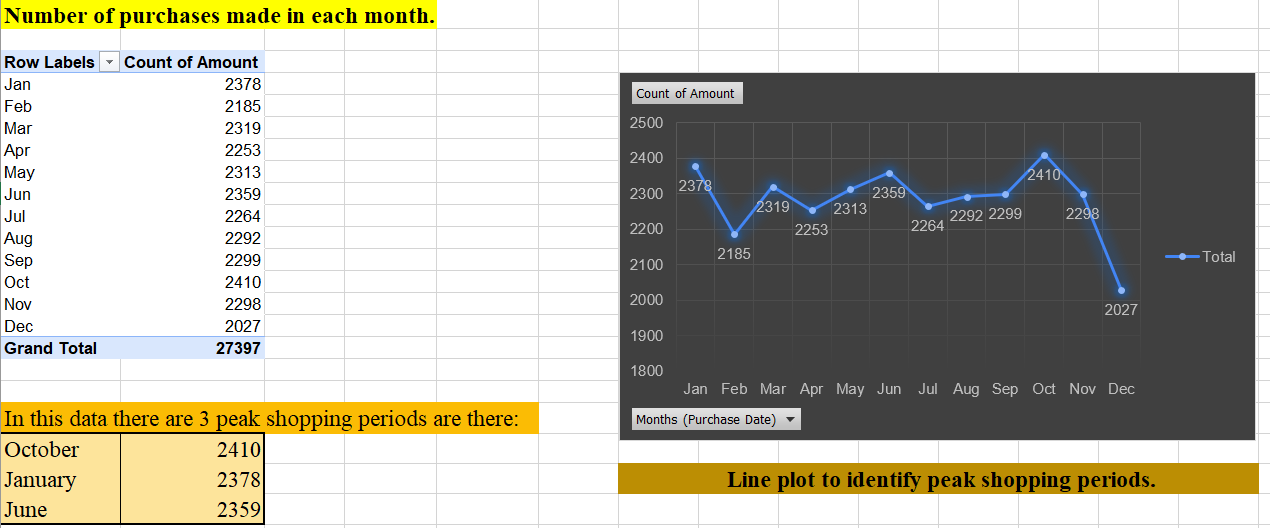 Number of purchases made in each month.
Row Labels Count of Amount
Jan 2378
Feb 2185
Mar 2319
Apr 2253
May 2313
Jun 2359
Jul 2264
Aug 2292
Sep 2299
Oct 2410
Nov 2298
Dec 2027
Grand Total 27397
In this data there are 3 peak shopping periods are there:
October 2410
January 2378
June 2359
Count of Amount
2500
2400
2300
2200
2100
2000
1900
1800
2378
2185
2319
2253
2313
2359
2264
2292
2299
2410
2298
2027
Total
Jan Feb Mar Apr May Jun Jul Aug Sep Oct Nov Dec
Months (Purchase Date)
Line plot to identify peak shopping periods.